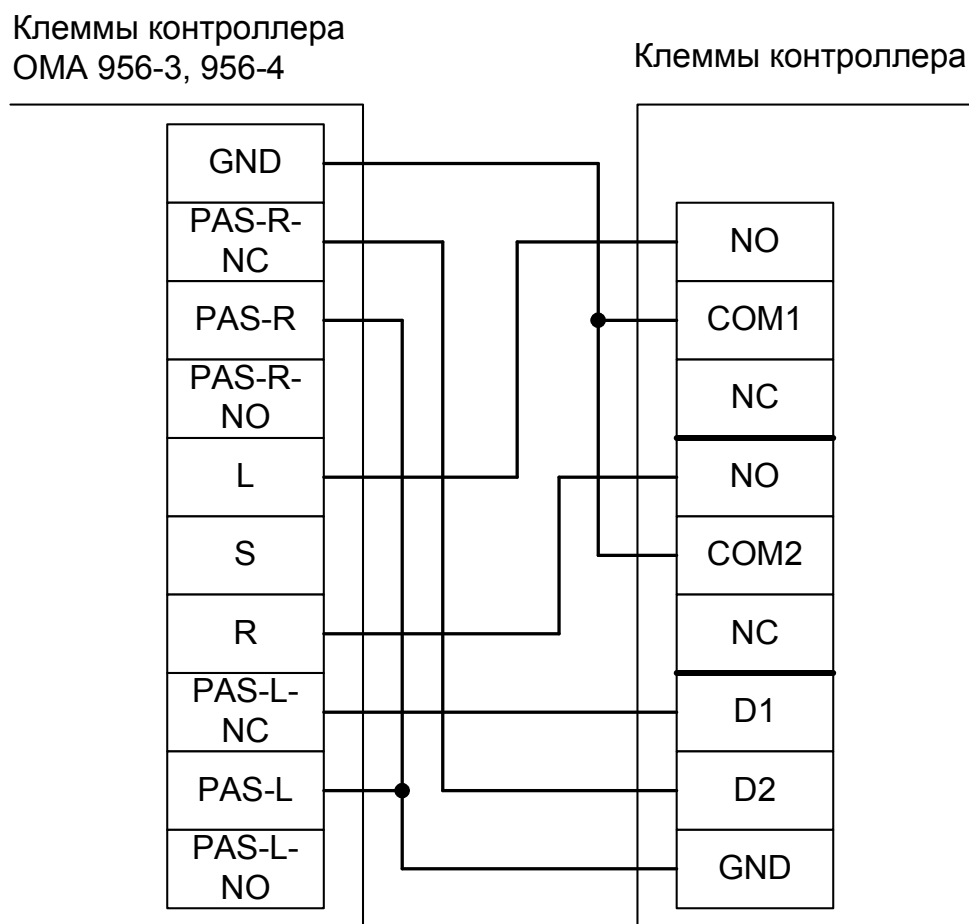 Клеммы контроллера
ОМА 956-3, 956-4
Клеммы контроллера
GND
PAS-R-
NC
PAS-R
PAS-R-
NO
L
S
R
PAS-L-
NC
PAS-L
PAS-L-
NO
NO
COM1
NC
NO
COM2
NC
D1
D2
GND